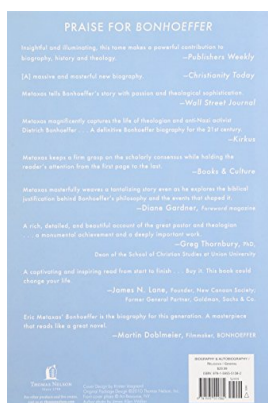 PRAISE FOR BONHOEFFER
Insightful and illuminating, this tome makes a powerful contribution to
biography, history and theology.
—Publishers Weekly
[A] massive and masterful new biography.
—Christianity Today
Metaxas tells Bonhoeffer's story with passion and theological sophistication.
—Wall Street Journal
Metaxas magnificently captures the life of theologian and anti-Nazi activist
Dietrich Bonhoeffer . . . A definitive Bonhoeffer biography for the 21st century.
—Kirkus
Metaxas keeps a firm grasp on the scholarly consensus while holding the
reader's attention from the first page to the last.
—Books & Culture
Metaxas masterfully weaves a tantalizing story even as he explores the biblical
justification behind Bonhoeffer's philosophy and the events that shaped it.
—Diane Gardner, Foreword magazine
A rich, detailed, and beautiful account of the great pastor and theologian
. . . a monumental achievement and a deeply important work.
—Greg Thornbury, PhD,
Dean of the School of Christian Studies at Union University
A captivating and inspiring read from start to finish . . . Buy it. This book could
change your life.
—James N. Lane, Founder, New Canaan Society;
Former General Partner, Goldman, Sachs & Co.
Eric Metaxas' Bonhoeffer is the biography for this generation. A masterpiece
that reads like a great novel.
—Martin Doblmeier, Filmmaker, BONHOEFFER
THOMAS NELSON
BIOGRAPHY & AUTOBIOGRAPHY /